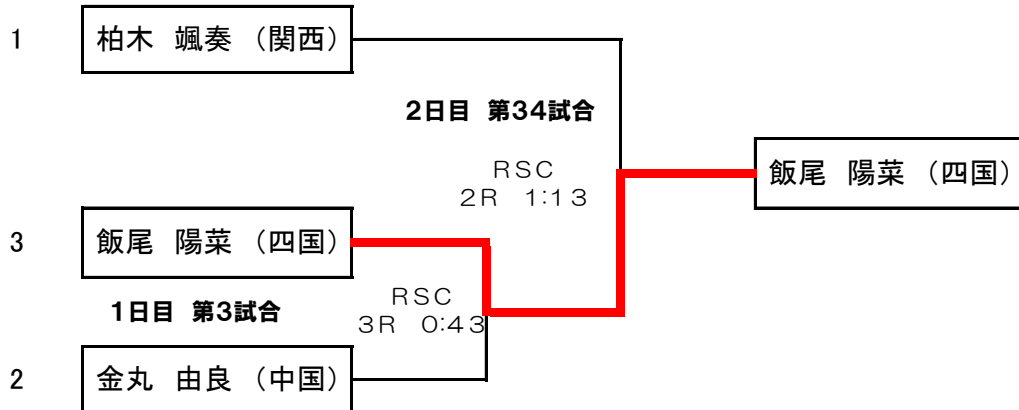 1 柏木 颯奏 (関西)
2日目 第34試合
RSC
2R 1:13
飯尾 陽菜 (四国)
3 飯尾 陽菜 (四国)
1日目 第3試合
RSC
3R 0:43
2 金丸 由良 (中国)